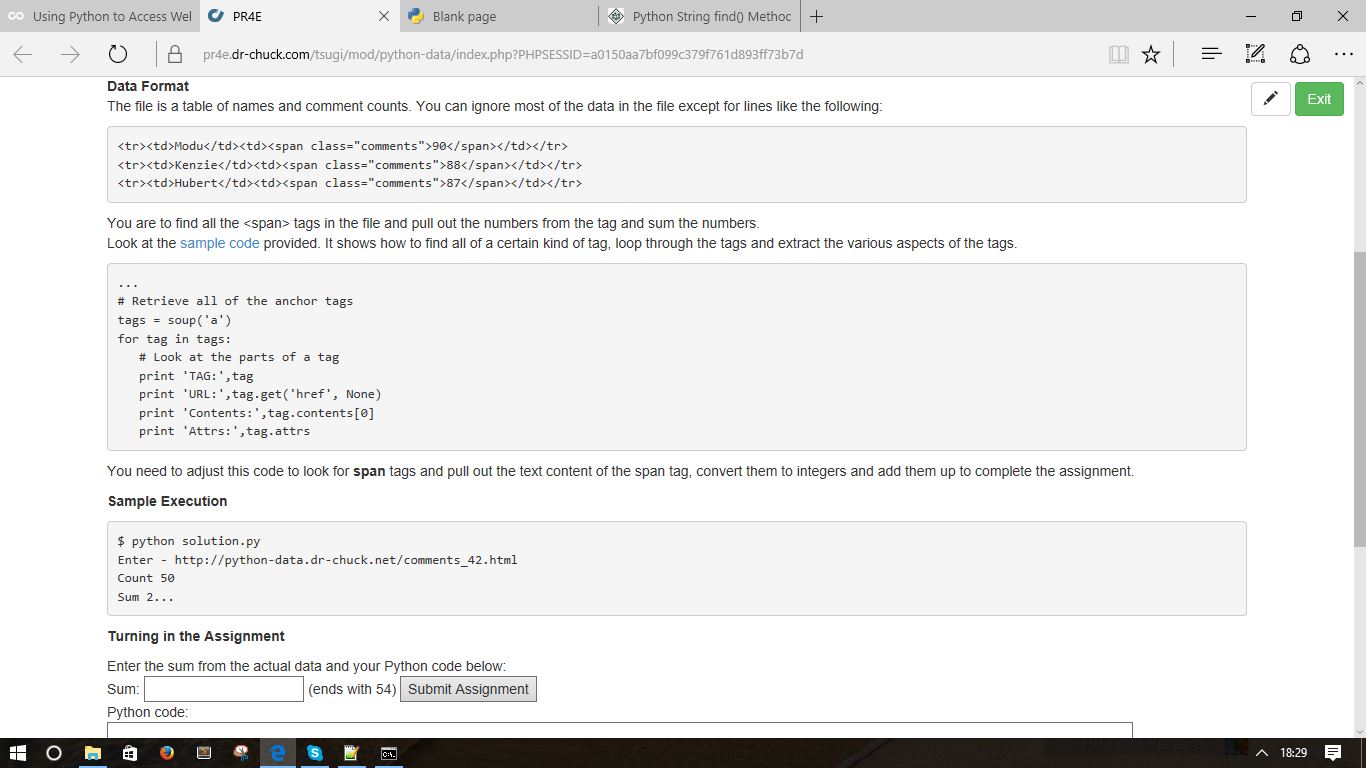 Using Python to Access Wel
PR4E
Blank page
Python String find() Methoc
pr4e.dr-chuck.com/tsugi/mod/python-data/index.php?PHPSESSID=a0150aa7bf099c379f761d893ff73b7d
Data Format
The file is a table of names and comment counts. You can ignore most of the data in the file except for lines like the following:
Exit
<tr><td>Modu</td><td><span class="comments">90</span></td></tr>
<tr><td>Kenzie</td><td><span class="comments">88</span></td></tr>
<tr><td>Hubert</td><td><span class="comments">87</span></td></tr>
You are to find all the <span> tags in the file and pull out the numbers from the tag and sum the numbers.
Look at the sample code provided. It shows how to find all of a certain kind of tag, loop through the tags and extract the various aspects of the tags.
...
# Retrieve all of the anchor tags
tags = soup('a')
for tag in tags:
   # Look at the parts of a tag
   print 'TAG:',tag
   print 'URL:',tag.get('href', None)
   print 'Contents:',tag.contents[0]
   print 'Attrs:',tag.attrs
You need to adjust this code to look for span tags and pull out the text content of the span tag, convert them to integers and add them up to complete the assignment.
Sample Execution
$ python solution.py
Enter - http://python-data.dr-chuck.net/comments_42.html
Count 50
Sum 2...
Turning in the Assignment
Enter the sum from the actual data and your Python code below:
Sum: (ends with 54) Submit Assignment
Python code:
18:29